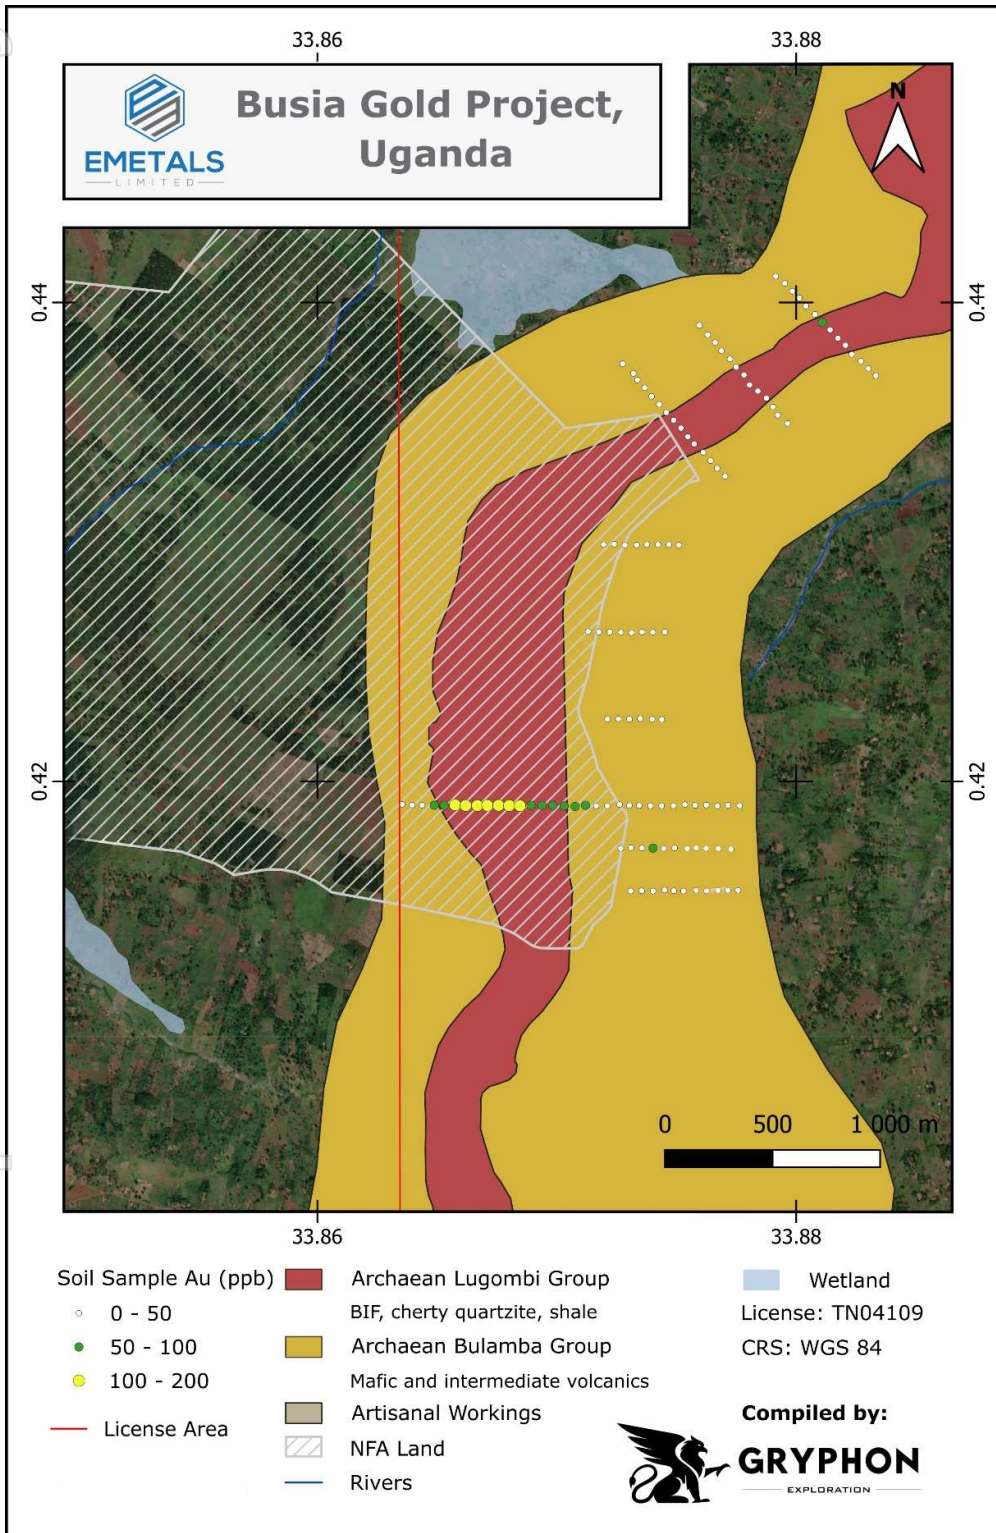 33.86
33.88
Busia Gold Project,
Uganda
EMETALS
LIMITED
N
0.44
0.44
0.42
0.42
0
500
1 000 m
33.86
33.88
Soil Sample Au (ppb)
0 - 50
50 - 100
100 - 200
License Area
Archaean Lugombi Group
BIF, cherty quartzite, shale
Archaean Bulamba Group
Mafic and intermediate volcanics
Artisanal Workings
NFA Land
Rivers
Wetland
License: TN04109
CRS: WGS 84
Compiled by:
GRYPHON
EXPLORATION